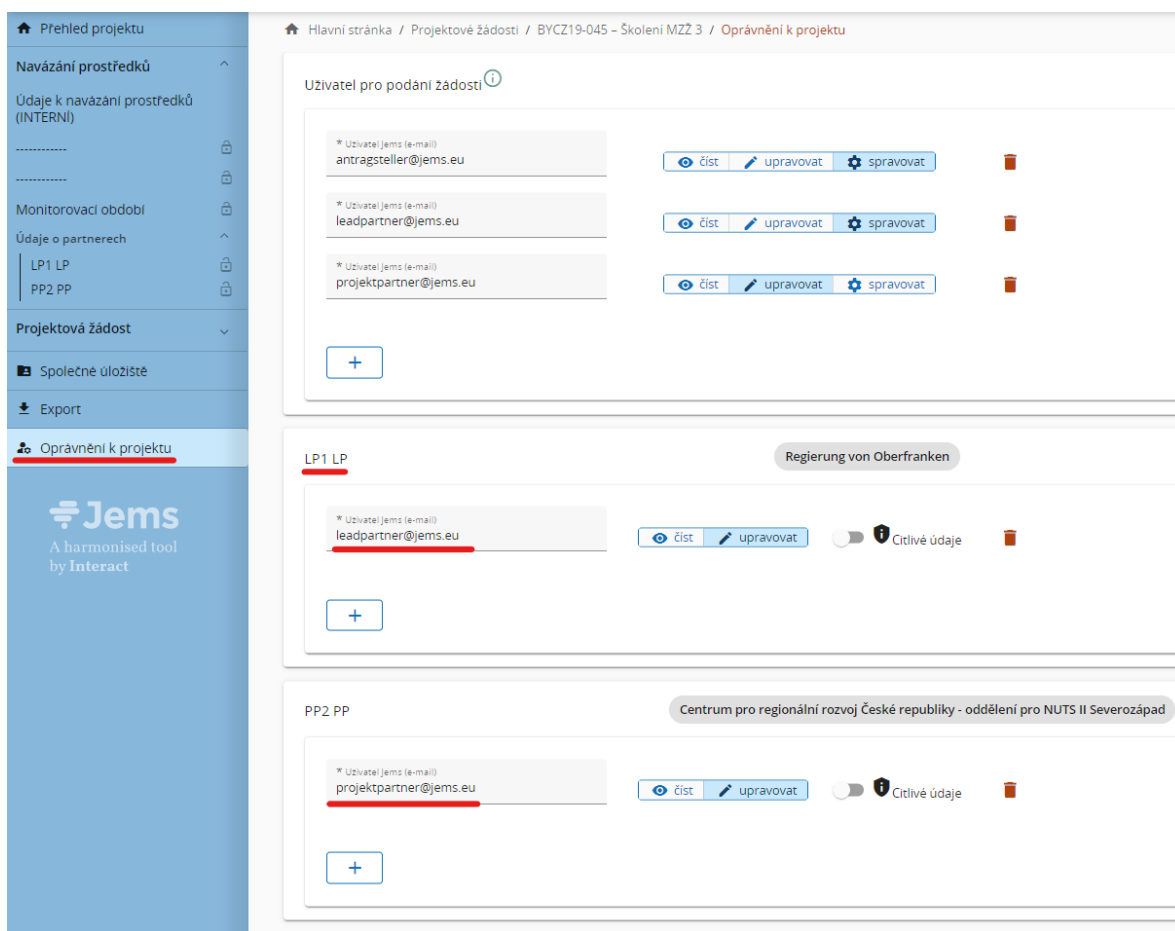 Přehled projektu
Navázání prostředků
Údaje k navázání prostředků
(INTERNÍ)
------------
------------
Monitorovací období
Údaje o partnerech
LP1 LP
PP2 PP
Projektová žádost
Společné úložiště
Export
Oprávnění k projektu
Jems
A harmonised tool
by Interact
Hlavní stránka / Projektové žádosti / BYCZ19-045 – Školení MZŽ 3 / Oprávnění k projektu
Uživatel pro podání žádosti
* Uživatel Jems (e-mail)
antragsteller@jems.eu
číst upravovat spravovat
* Uživatel Jems (e-mail)
leadpartner@jems.eu
číst upravovat spravovat
* Uživatel Jems (e-mail)
projektpartner@jems.eu
číst upravovat spravovat
+
LP1 LP
Regierung von Oberfranken
* Uživatel Jems (e-mail)
leadpartner@jems.eu
číst upravovat Citlivé údaje
+
PP2 PP
Centrum pro regionální rozvoj České republiky - oddělení pro NUTS II Severozápad
* Uživatel Jems (e-mail)
projektpartner@jems.eu
číst upravovat Citlivé údaje
+